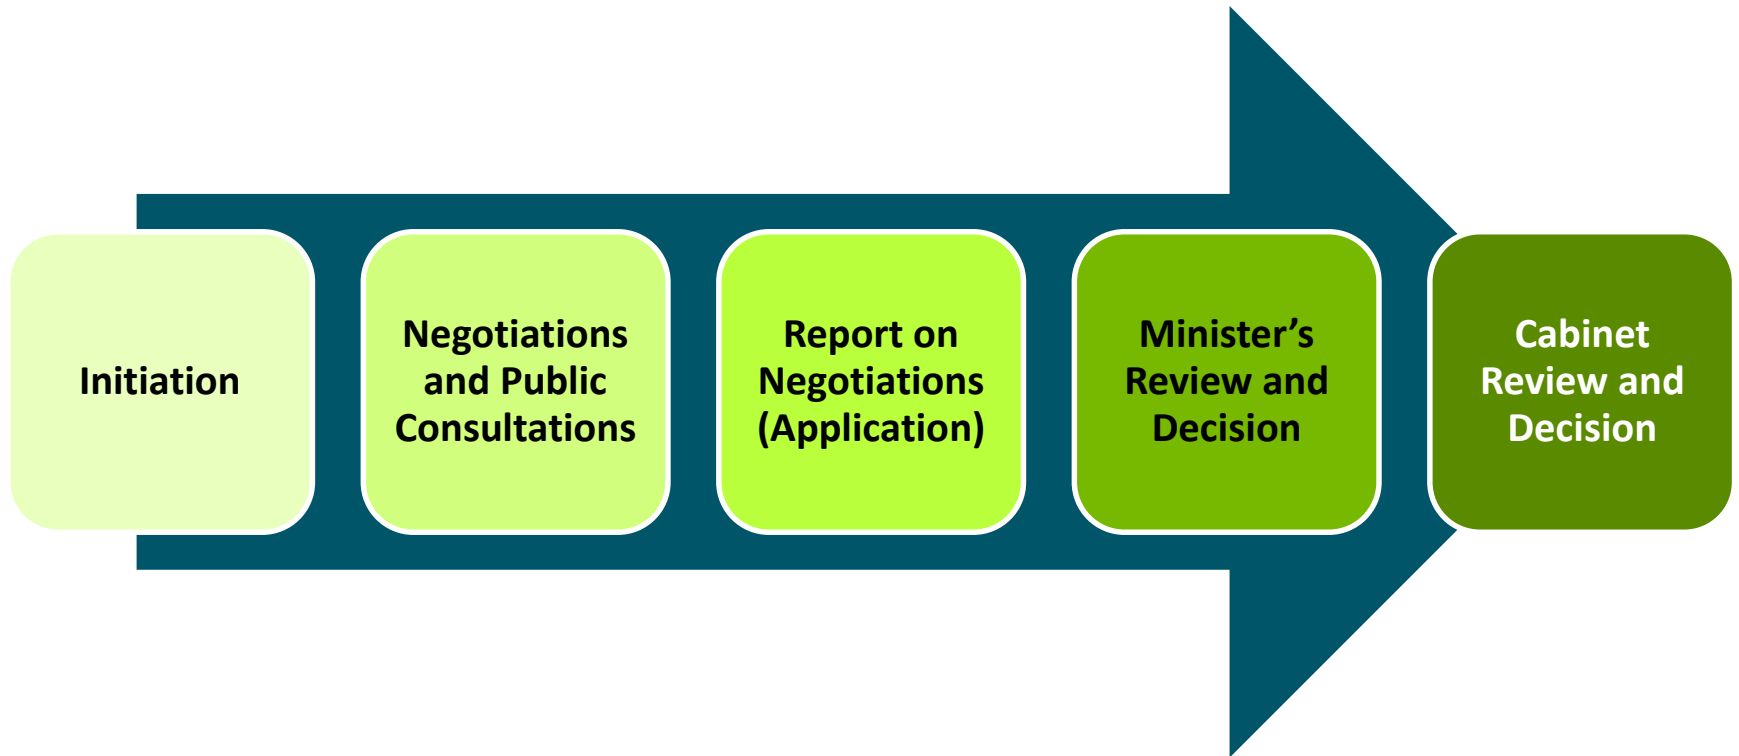 Initiation
Negotiations
and Public
Consultations
Report on
Negotiations
(Application)
Minister’s
Review and
Decision
Cabinet
Review and
Decision